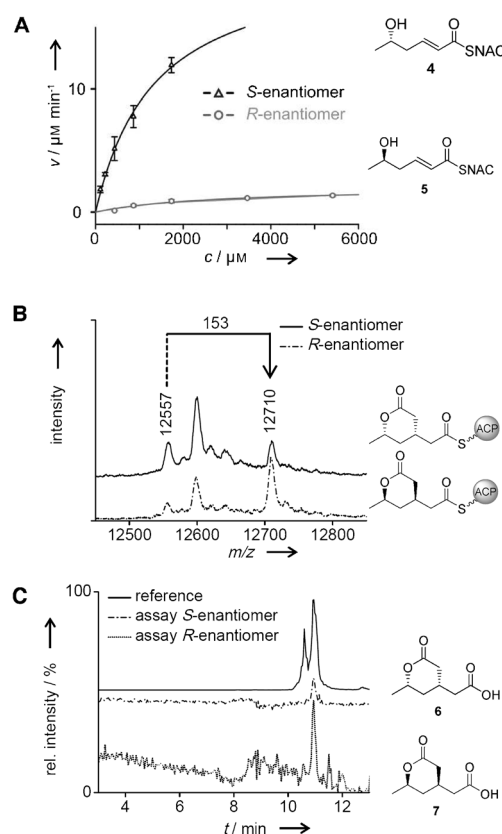 A
v / µM min⁻¹
10
0
0
2000
4000
6000
c / µM
S-enantiomer
R-enantiomer
OH
O
SNAC
4
OH
O
SNAC
5
B
intensity
153
12557
12710
S-enantiomer
R-enantiomer
12500
12600
12700
12800
m/z
O
O
O
S
ACP
O
O
O
S
ACP
C
rel. intensity / %
100
50
0
reference
assay S-enantiomer
assay R-enantiomer
4
6
8
10
12
t / min
O
O
O
OH
6
O
O
O
OH
7